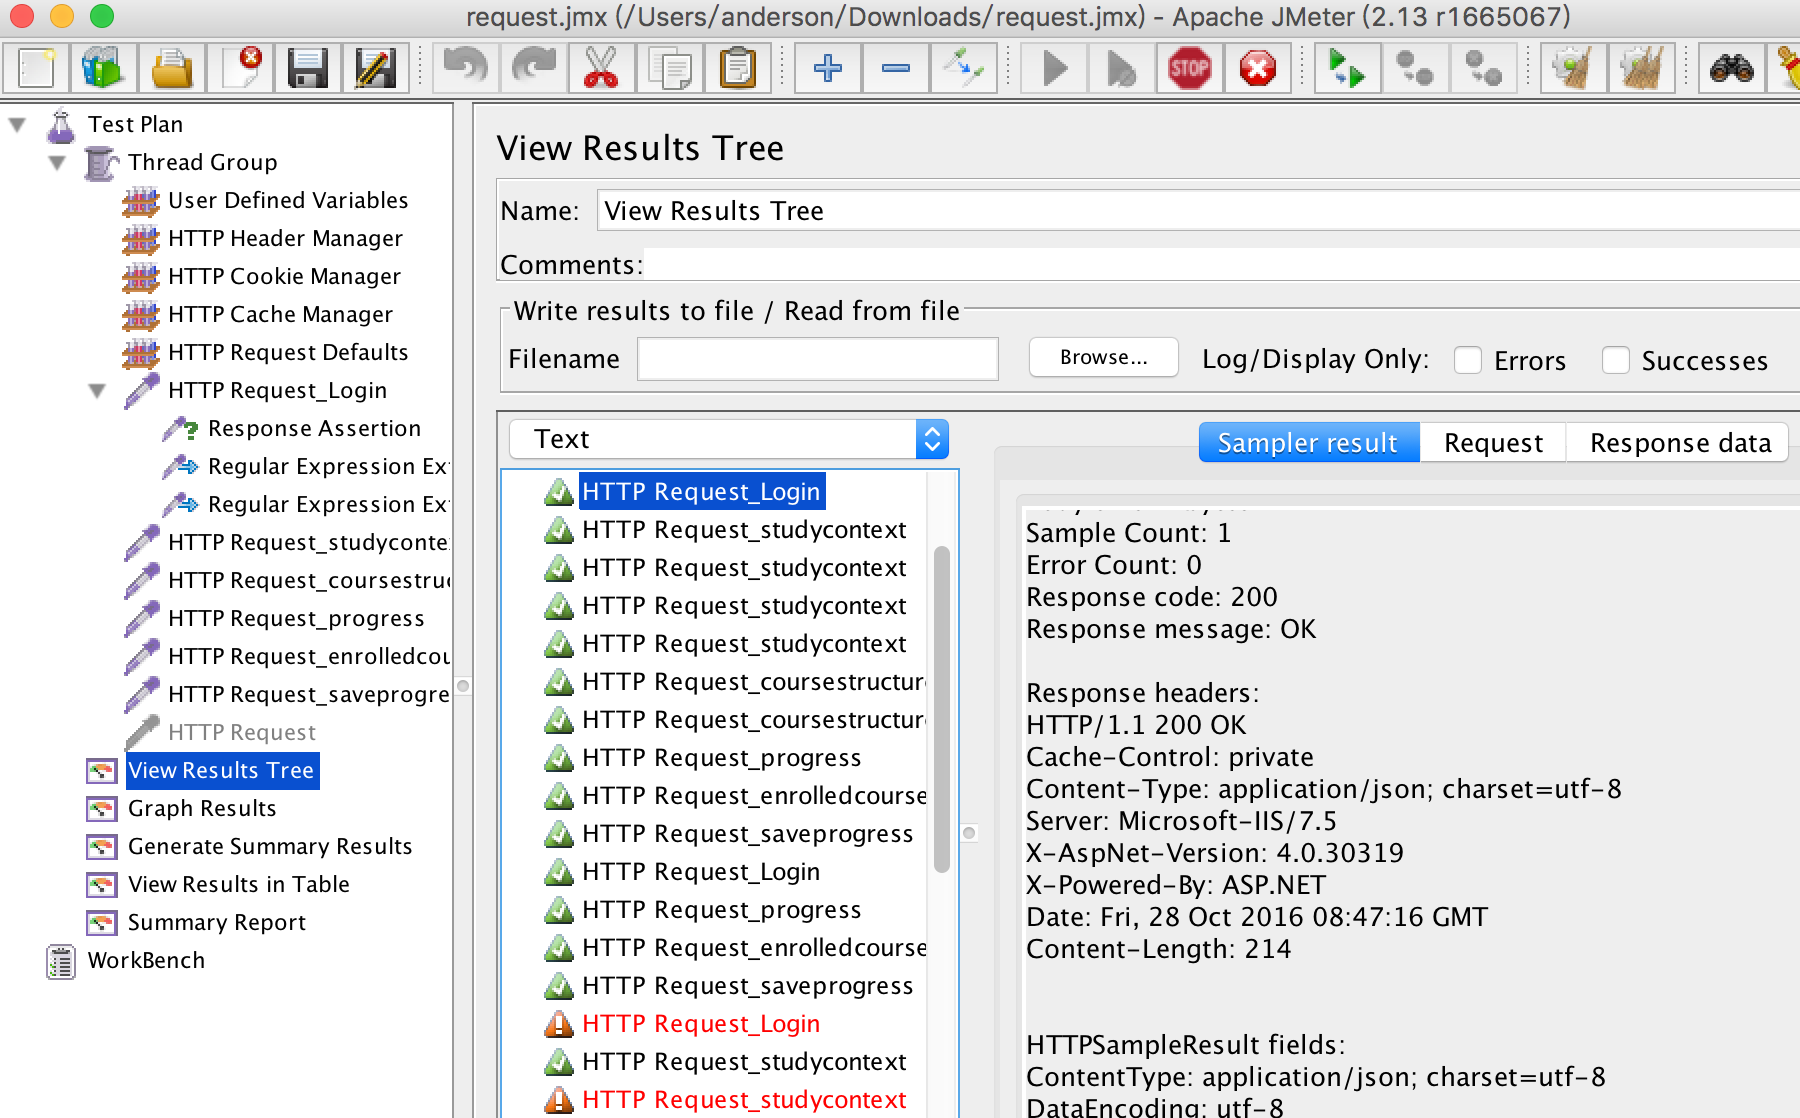 request.jmx (/Users/anderson/Downloads/request.jmx) - Apache JMeter (2.13 r1665067)
STOP
Test Plan
Thread Group
User Defined Variables
HTTP Header Manager
HTTP Cookie Manager
HTTP Cache Manager
HTTP Request Defaults
HTTP Request_Login
Response Assertion
Regular Expression Ex
Regular Expression Ex
HTTP Request_studyconte
HTTP Request_coursestru
HTTP Request_progress
HTTP Request_enrolledcou
HTTP Request_saveprogre
HTTP Request
View Results Tree
Graph Results
Generate Summary Results
View Results in Table
Summary Report
WorkBench
View Results Tree
Name: View Results Tree
Comments:
Write results to file / Read from file
Filename Browse... Log/Display Only: Errors Successes
Text
HTTP Request_Login
HTTP Request_studycontext
HTTP Request_studycontext
HTTP Request_studycontext
HTTP Request_studycontext
HTTP Request_coursestructur
HTTP Request_coursestructur
HTTP Request_progress
HTTP Request_enrolledcourse
HTTP Request_saveprogress
HTTP Request_Login
HTTP Request_progress
HTTP Request_enrolledcourse
HTTP Request_saveprogress
HTTP Request_Login
HTTP Request_studycontext
HTTP Request_studycontext
Sampler result Request Response data
Sample Count: 1
Error Count: 0
Response code: 200
Response message: OK
Response headers:
HTTP/1.1 200 OK
Cache-Control: private
Content-Type: application/json; charset=utf-8
Server: Microsoft-IIS/7.5
X-AspNet-Version: 4.0.30319
X-Powered-By: ASP.NET
Date: Fri, 28 Oct 2016 08:47:16 GMT
Content-Length: 214
HTTPSampleResult fields:
ContentType: application/json; charset=utf-8
DataEncoding: utf-8